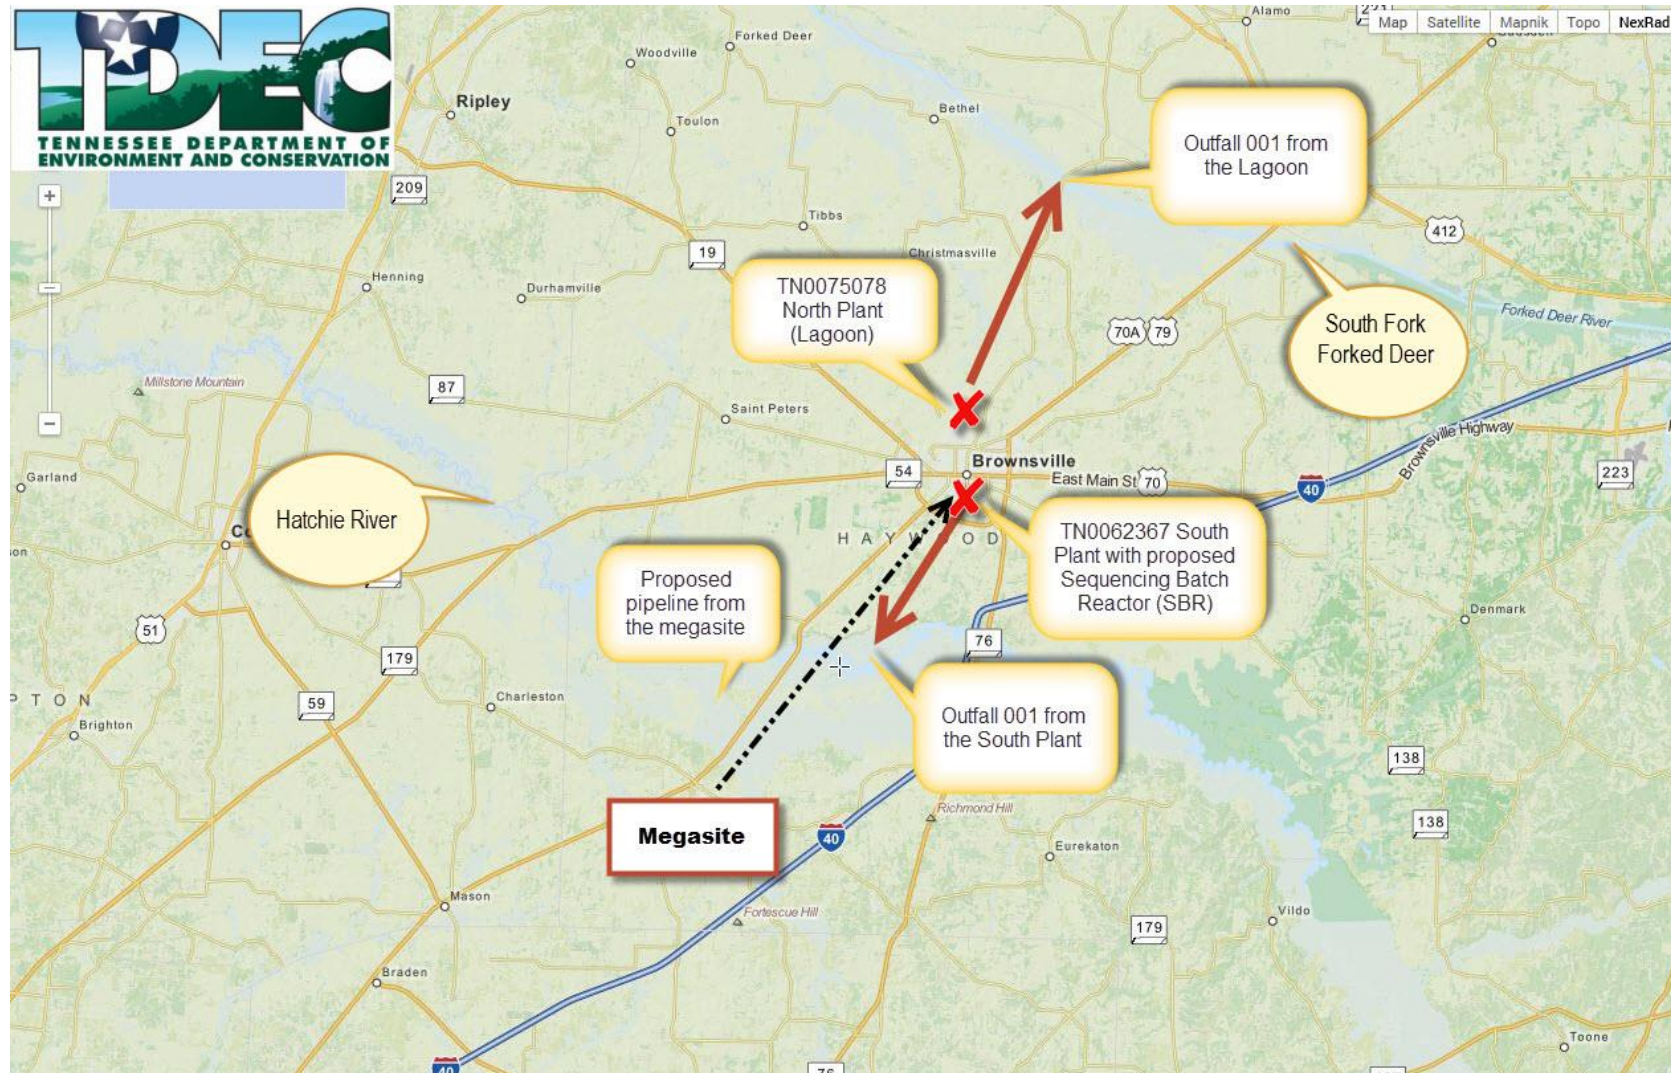 TDEC
TENNESSEE DEPARTMENT OF
ENVIRONMENT AND CONSERVATION
Map
Satellite
Mapnik
Topo
NexRad
Alamo
Forked Deer
Woodville
Ripley
Toulon
Bethel
Outfall 001 from
the Lagoon
209
Tibbs
19
Christmasville
412
Henning
Durhamville
TN0075078
North Plant
(Lagoon)
70A
79
South Fork
Forked Deer
Forked Deer River
Millstone Mountain
87
Saint Peters
Brownsville Highway
Garland
54
Brownsville
East Main St
70
40
223
Hatchie River
HAYWOOD
TN0062367 South
Plant with proposed
Sequencing Batch
Reactor (SBR)
Proposed
pipeline from
the megasite
51
179
76
Denmark
PTON
59
Charleston
Brighton
Outfall 001 from
the South Plant
138
Megasite
40
Richmond Hill
138
Eurekaton
Mason
Fortescue Hill
179
Vildo
Braden
Toone
40
76